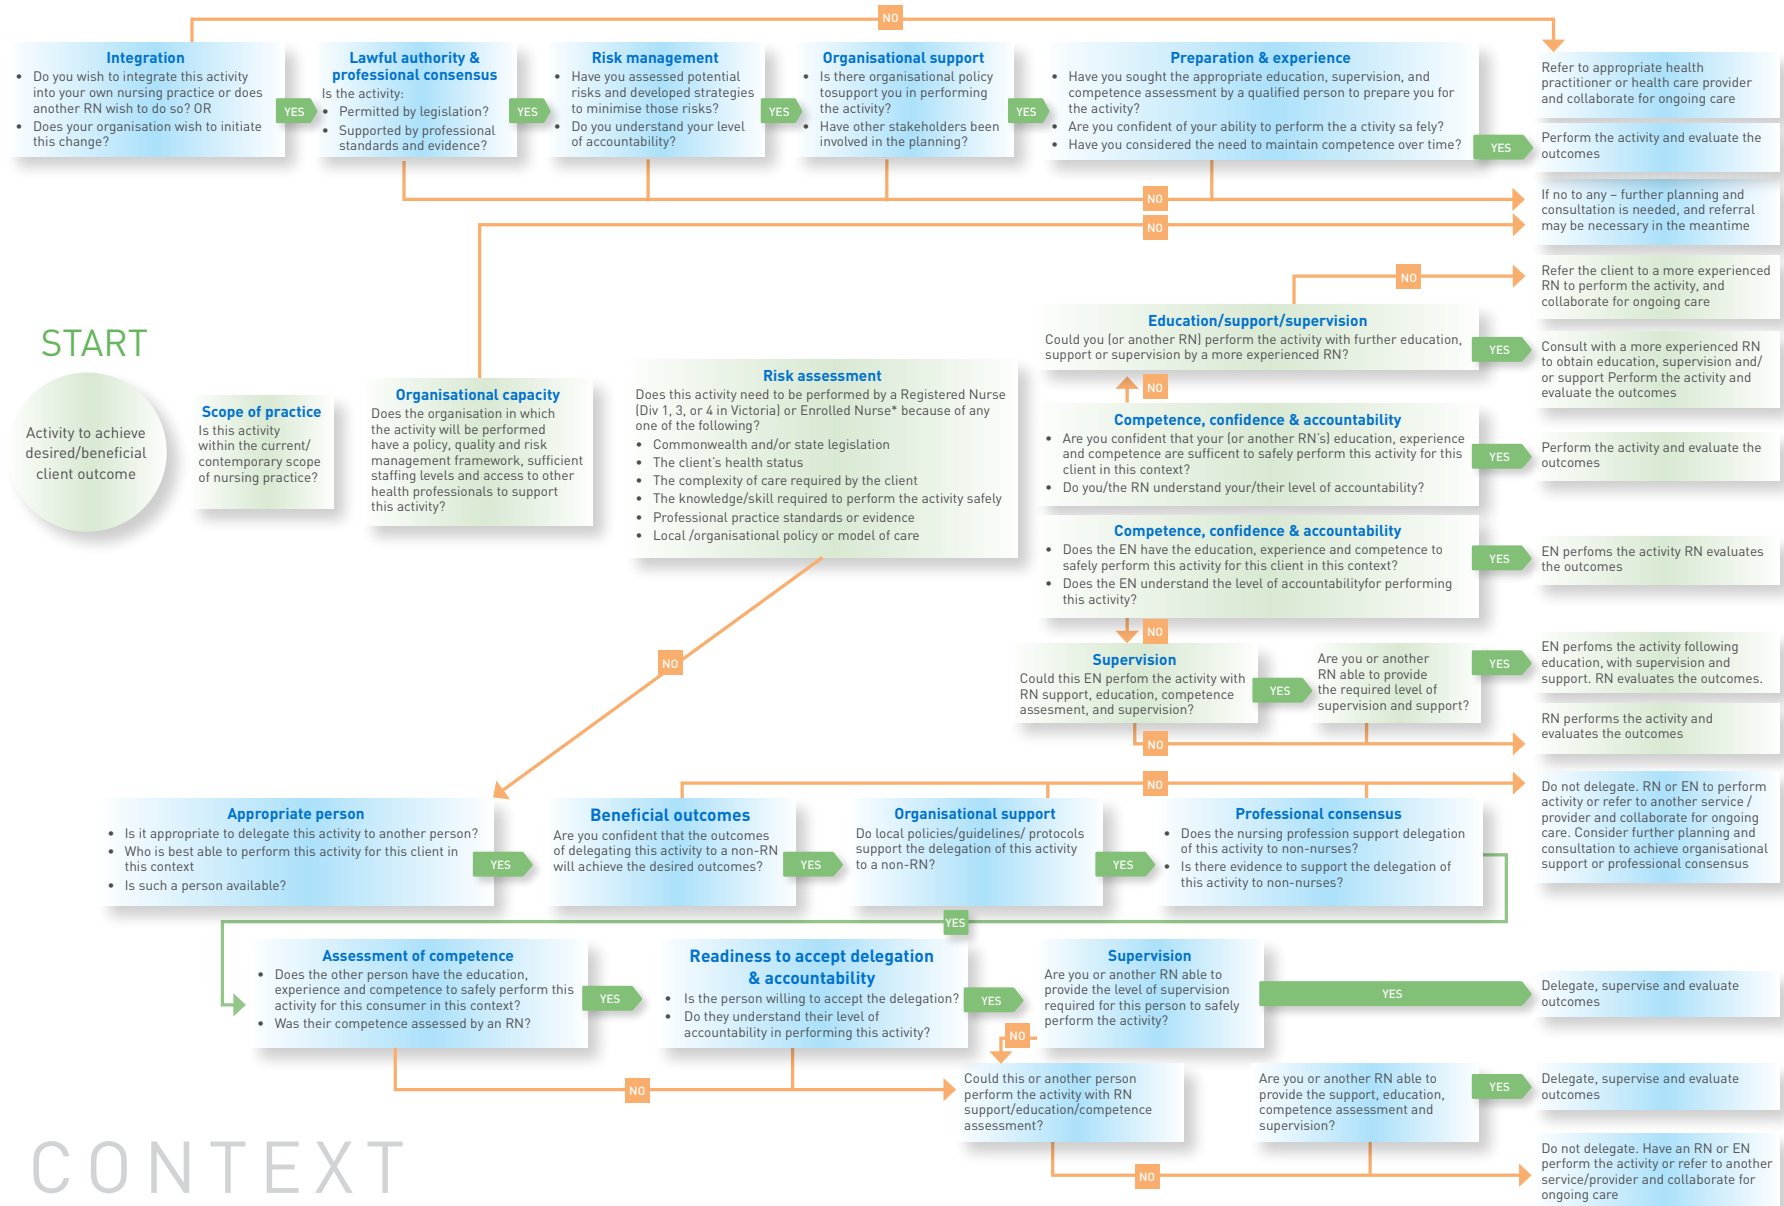 NO
Integration
• Do you wish to integrate this activity
into your own nursing practice or does
another RN wish to do so? OR
• Does your organisation wish to initiate
this change?
YES
Lawful authority &
professional consensus
Is the activity:
• Permitted by legislation?
• Supported by professional
standards and evidence?
YES
Risk management
• Have you assessed potential
risks and developed strategies
to minimise those risks?
• Do you understand your level
of accountability?
YES
Organisational support
• Is there organisational policy
tosupport you in performing
the activity?
• Have other stakeholders been
involved in the planning?
YES
Preparation & experience
• Have you sought the appropriate education, supervision, and
competence assessment by a qualified person to prepare you for
the activity?
• Are you confident of your ability to perform the a ctivity sa fely?
• Have you considered the need to maintain competence over time?
YES
Refer to appropriate health
practitioner or health care provider
and collaborate for ongoing care
Perform the activity and evaluate the
outcomes
NO
If no to any – further planning and
consultation is needed, and referral
may be necessary in the meantime
NO
START
Activity to achieve
desired/beneficial
client outcome
Scope of practice
Is this activity
within the current/
contemporary scope
of nursing practice?
Organisational capacity
Does the organisation in which
the activity will be performed
have a policy, quality and risk
management framework, sufficient
staffing levels and access to other
health professionals to support
this activity?
Risk assessment
Does this activity need to be performed by a Registered Nurse
(Div 1, 3, or 4 in Victoria) or Enrolled Nurse* because of any
one of the following?
• Commonwealth and/or state legislation
• The client's health status
• The complexity of care required by the client
• The knowledge/skill required to perform the activity safely
• Professional practice standards or evidence
• Local /organisational policy or model of care
NO
Refer the client to a more experienced
RN to perform the activity, and
collaborate for ongoing care
Education/support/supervision
Could you (or another RN) perform the activity with further education,
support or supervision by a more experienced RN?
YES
Consult with a more experienced RN
to obtain education, supervision and/
or support Perform the activity and
evaluate the outcomes
NO
Competence, confidence & accountability
• Are you confident that your (or another RN's) education, experience
and competence are sufficent to safely perform this activity for this
client in this context?
• Do you/the RN understand your/their level of accountability?
YES
Perform the activity and evaluate the
outcomes
Competence, confidence & accountability
• Does the EN have the education, experience and competence to
safely perform this activity for this client in this context?
• Does the EN understand the level of accountabilityfor performing
this activity?
YES
EN perfoms the activity RN evaluates
the outcomes
NO
Supervision
Could this EN perfom the activity with
RN support, education, competence
assesment, and supervision?
YES
Are you or another
RN able to provide
the required level of
supervision and support?
YES
EN perfoms the activity following
education, with supervision and
support. RN evaluates the outcomes.
NO
RN performs the activity and
evaluates the outcomes
NO
NO
Appropriate person
• Is it appropriate to delegate this activity to another person?
• Who is best able to perform this activity for this client in
this context
• Is such a person available?
YES
Beneficial outcomes
Are you confident that the outcomes
of delegating this activity to a non-RN
will achieve the desired outcomes?
YES
Organisational support
Do local policies/guidelines/ protocols
support the delegation of this activity
to a non-RN?
YES
Professional consensus
• Does the nursing profession support delegation
of this activity to non-nurses?
• Is there evidence to support the delegation of
this activity to non-nurses?
Do not delegate. RN or EN to perform
activity or refer to another service /
provider and collaborate for ongoing
care. Consider further planning and
consultation to achieve organisational
support or professional consensus
YES
Assessment of competence
• Does the other person have the education,
experience and competence to safely perform this
activity for this consumer in this context?
• Was their competence assessed by an RN?
YES
Readiness to accept delegation
& accountability
• Is the person willing to accept the delegation?
• Do they understand their level of
accountability in performing this activity?
YES
Supervision
Are you or another RN able to
provide the level of supervision
required for this person to safely
perform the activity?
YES
Delegate, supervise and evaluate
outcomes
NO
NO
Could this or another person
perform the activity with RN
support/education/competence
assessment?
Are you or another RN able to
provide the support, education,
competence assessment and
supervision?
YES
Delegate, supervise and evaluate
outcomes
NO
Do not delegate. Have an RN or EN
perform the activity or refer to another
service/provider and collaborate for
ongoing care
CONTEXT